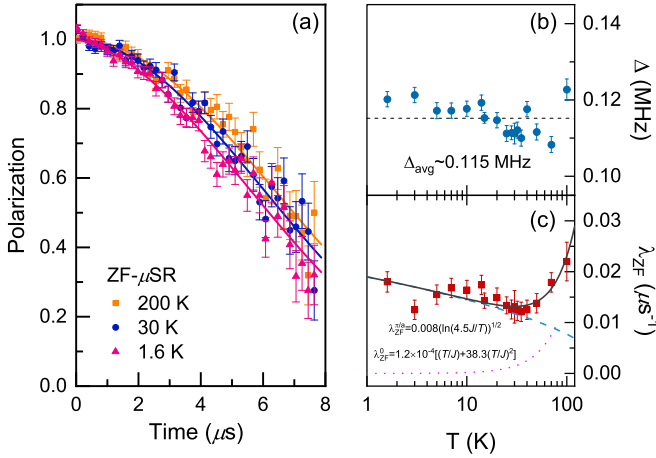 (a)
1.0
0.8
0.6
0.4
0.2
0.0
Polarization
ZF-μSR
200 K
30 K
1.6 K
0 2 4 6 8
Time (μs)
(b)
0.14
0.12
0.10
Δ (MHz)
Δavg~0.115 MHz
(c)
0.03
0.02
0.01
0.00
λZF (μs⁻¹)
λZF^π/a=0.008(ln(4.5J/T))^1/2
λZF^0=1.2×10⁻⁴[(T/J)+38.3(T/J)²]
1 10 100
T (K)